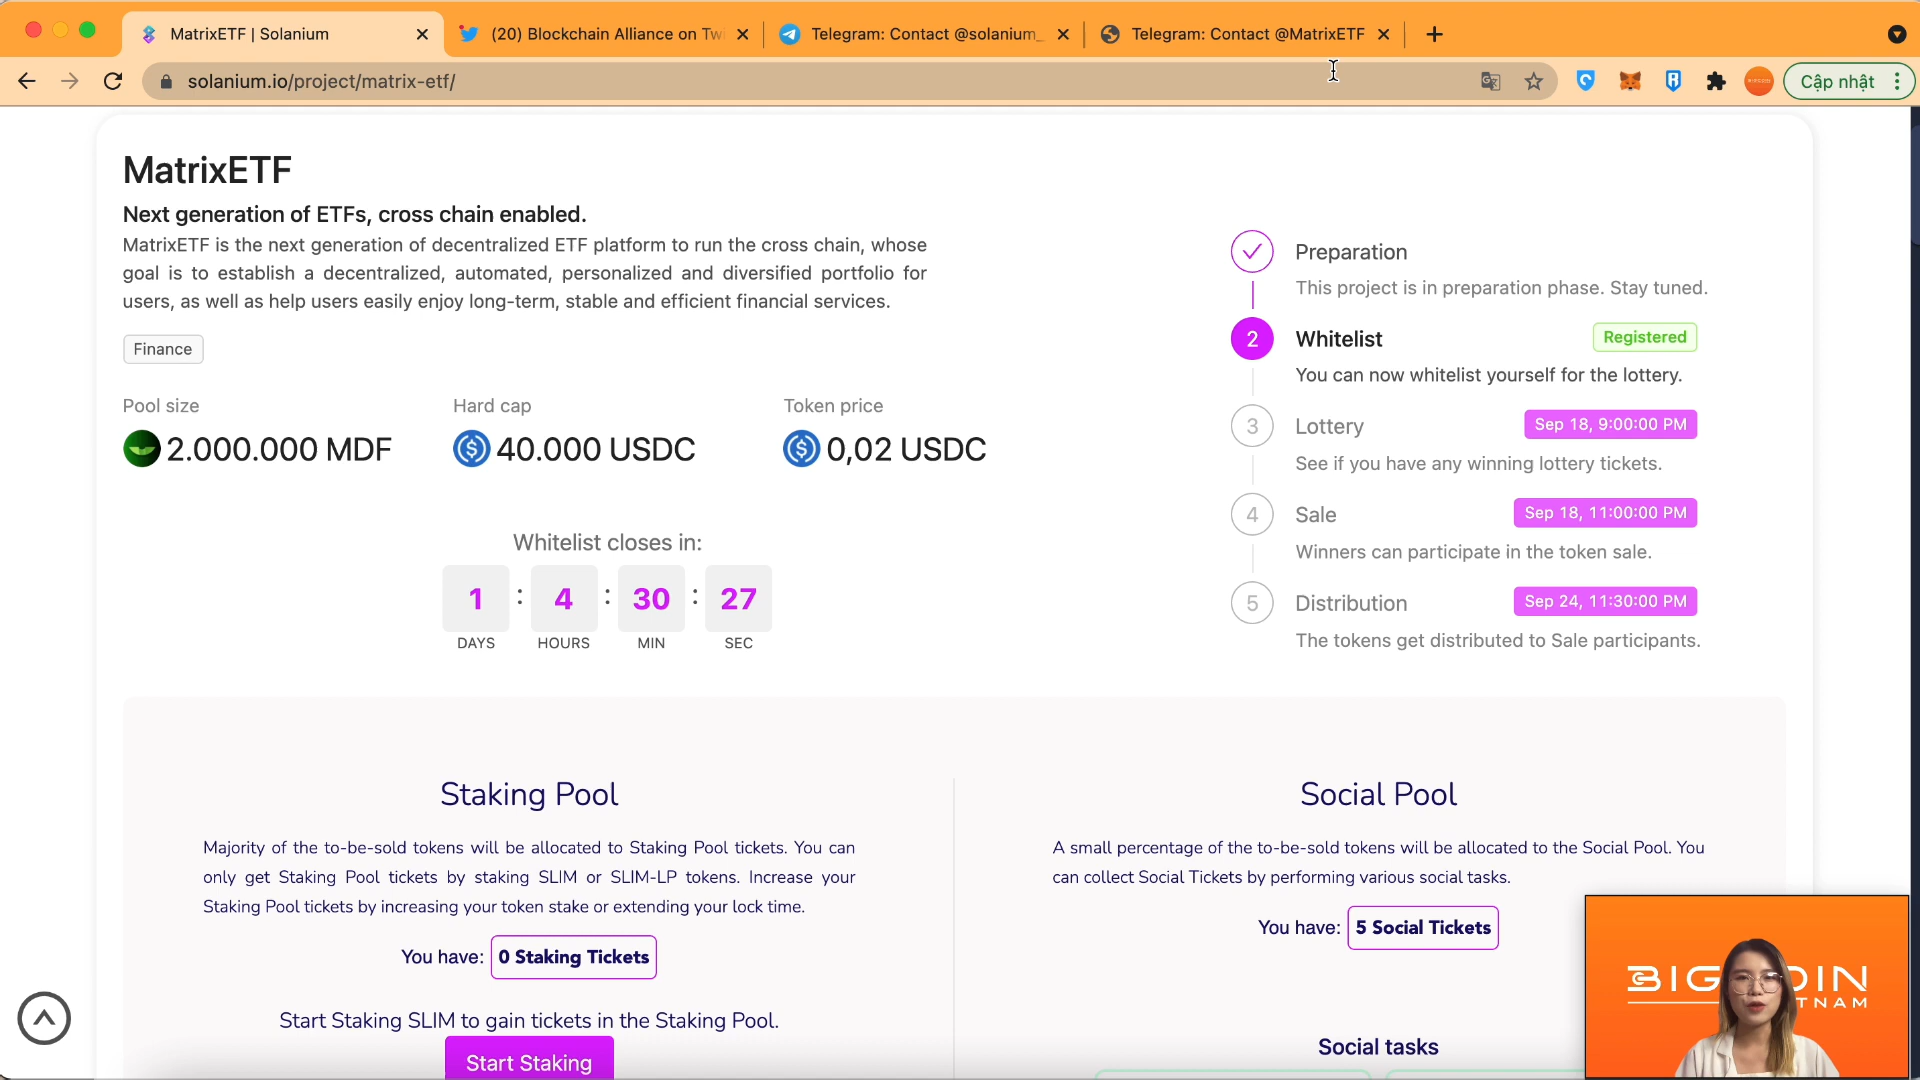 MatrixETF | Solanium
(20) Blockchain Alliance on Tw
Telegram: Contact @solanium_
Telegram: Contact @MatrixETF
solanium.io/project/matrix-etf/
Cập nhật
MatrixETF
Next generation of ETFs, cross chain enabled.
MatrixETF is the next generation of decentralized ETF platform to run the cross chain, whose
goal is to establish a decentralized, automated, personalized and diversified portfolio for
users, as well as help users easily enjoy long-term, stable and efficient financial services.
Finance
Pool size
2.000.000 MDF
Hard cap
40.000 USDC
Token price
0,02 USDC
Whitelist closes in:
1 : 4 : 30 : 27
DAYS HOURS MIN SEC
Preparation
This project is in preparation phase. Stay tuned.
2 Whitelist Registered
You can now whitelist yourself for the lottery.
3 Lottery Sep 18, 9:00:00 PM
See if you have any winning lottery tickets.
4 Sale Sep 18, 11:00:00 PM
Winners can participate in the token sale.
5 Distribution Sep 24, 11:30:00 PM
The tokens get distributed to Sale participants.
Staking Pool
Majority of the to-be-sold tokens will be allocated to Staking Pool tickets. You can
only get Staking Pool tickets by staking SLIM or SLIM-LP tokens. Increase your
Staking Pool tickets by increasing your token stake or extending your lock time.
You have: 0 Staking Tickets
Start Staking SLIM to gain tickets in the Staking Pool.
Start Staking
Social Pool
A small percentage of the to-be-sold tokens will be allocated to the Social Pool. You
can collect Social Tickets by performing various social tasks.
You have: 5 Social Tickets
Social tasks